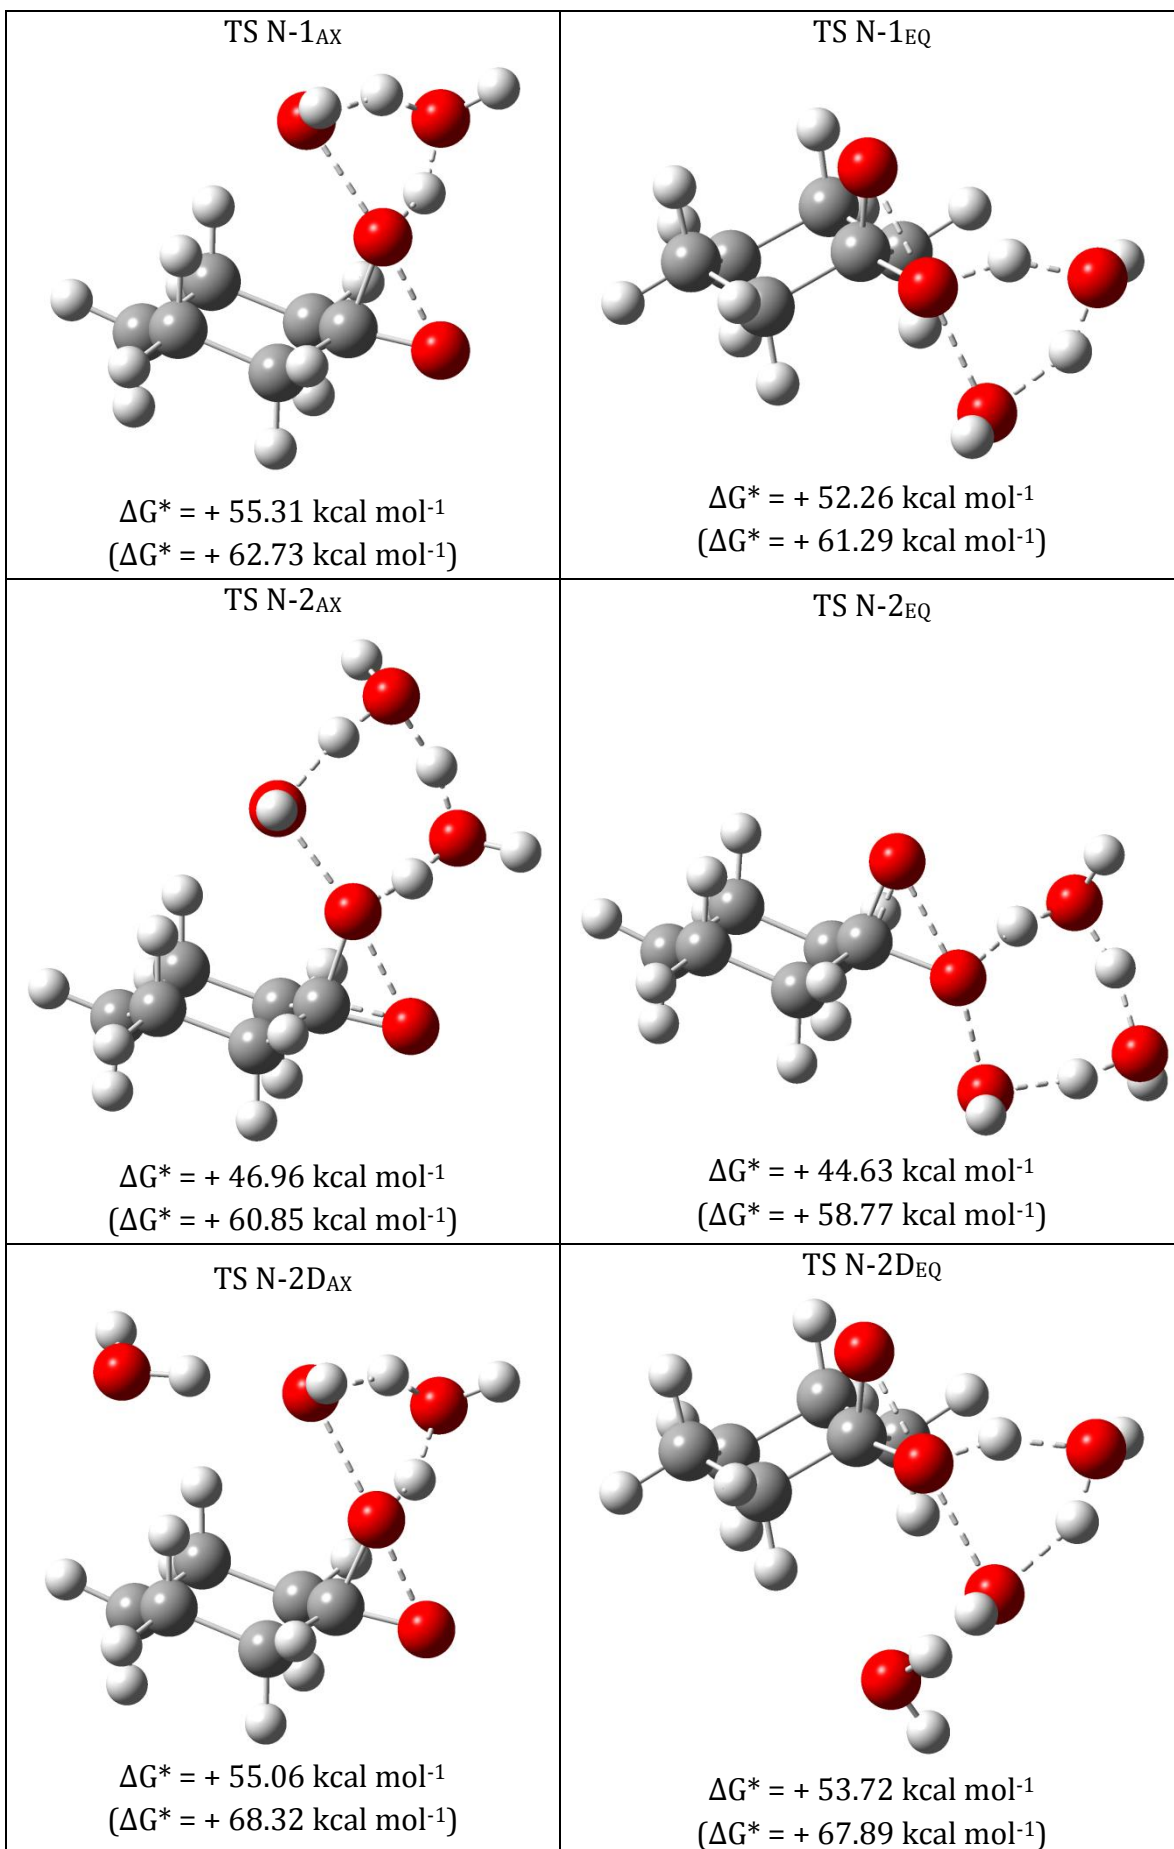 TS N-1AX
TS N-1EQ
ΔG* = + 55.31 kcal mol-1
(ΔG* = + 62.73 kcal mol-1)
ΔG* = + 52.26 kcal mol-1
(ΔG* = + 61.29 kcal mol-1)
TS N-2AX
TS N-2EQ
ΔG* = + 46.96 kcal mol-1
(ΔG* = + 60.85 kcal mol-1)
ΔG* = + 44.63 kcal mol-1
(ΔG* = + 58.77 kcal mol-1)
TS N-2DAX
TS N-2DEQ
ΔG* = + 55.06 kcal mol-1
(ΔG* = + 68.32 kcal mol-1)
ΔG* = + 53.72 kcal mol-1
(ΔG* = + 67.89 kcal mol-1)